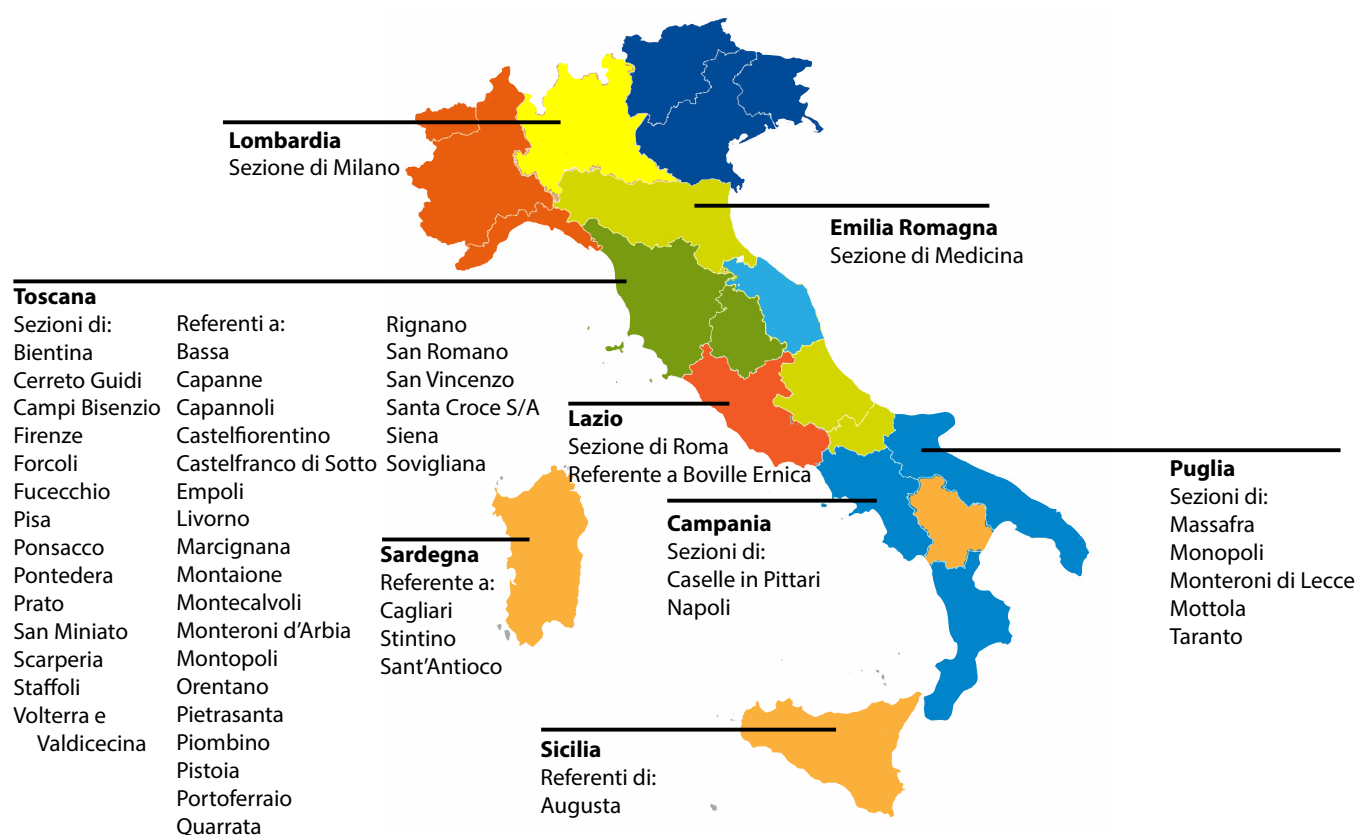 Lombardia
Sezione di Milano
Emilia Romagna
Sezione di Medicina
Toscana
Sezioni di:
Bientina
Cerreto Guidi
Campi Bisenzio
Firenze
Forcoli
Fucecchio
Pisa
Ponsacco
Pontedera
Prato
San Miniato
Scarperia
Staffoli
Volterra e
Valdicecina
Referenti a:
Bassa
Capanne
Capannoli
Castelfiorentino
Castelfranco di Sotto
Empoli
Livorno
Marcignana
Montaione
Montecalvoli
Monteroni d’Arbia
Montopoli
Orentano
Pietrasanta
Piombino
Pistoia
Portoferraio
Quarrata
Rignano
San Romano
San Vincenzo
Santa Croce S/A
Siena
Sovigliana
Lazio
Sezione di Roma
Referente a Boville Ernica
Campania
Sezioni di:
Caselle in Pittari
Napoli
Puglia
Sezioni di:
Massafra
Monopoli
Monteroni di Lecce
Mottola
Taranto
Sardegna
Referente a:
Cagliari
Stintino
Sant’Antioco
Sicilia
Referenti di:
Augusta